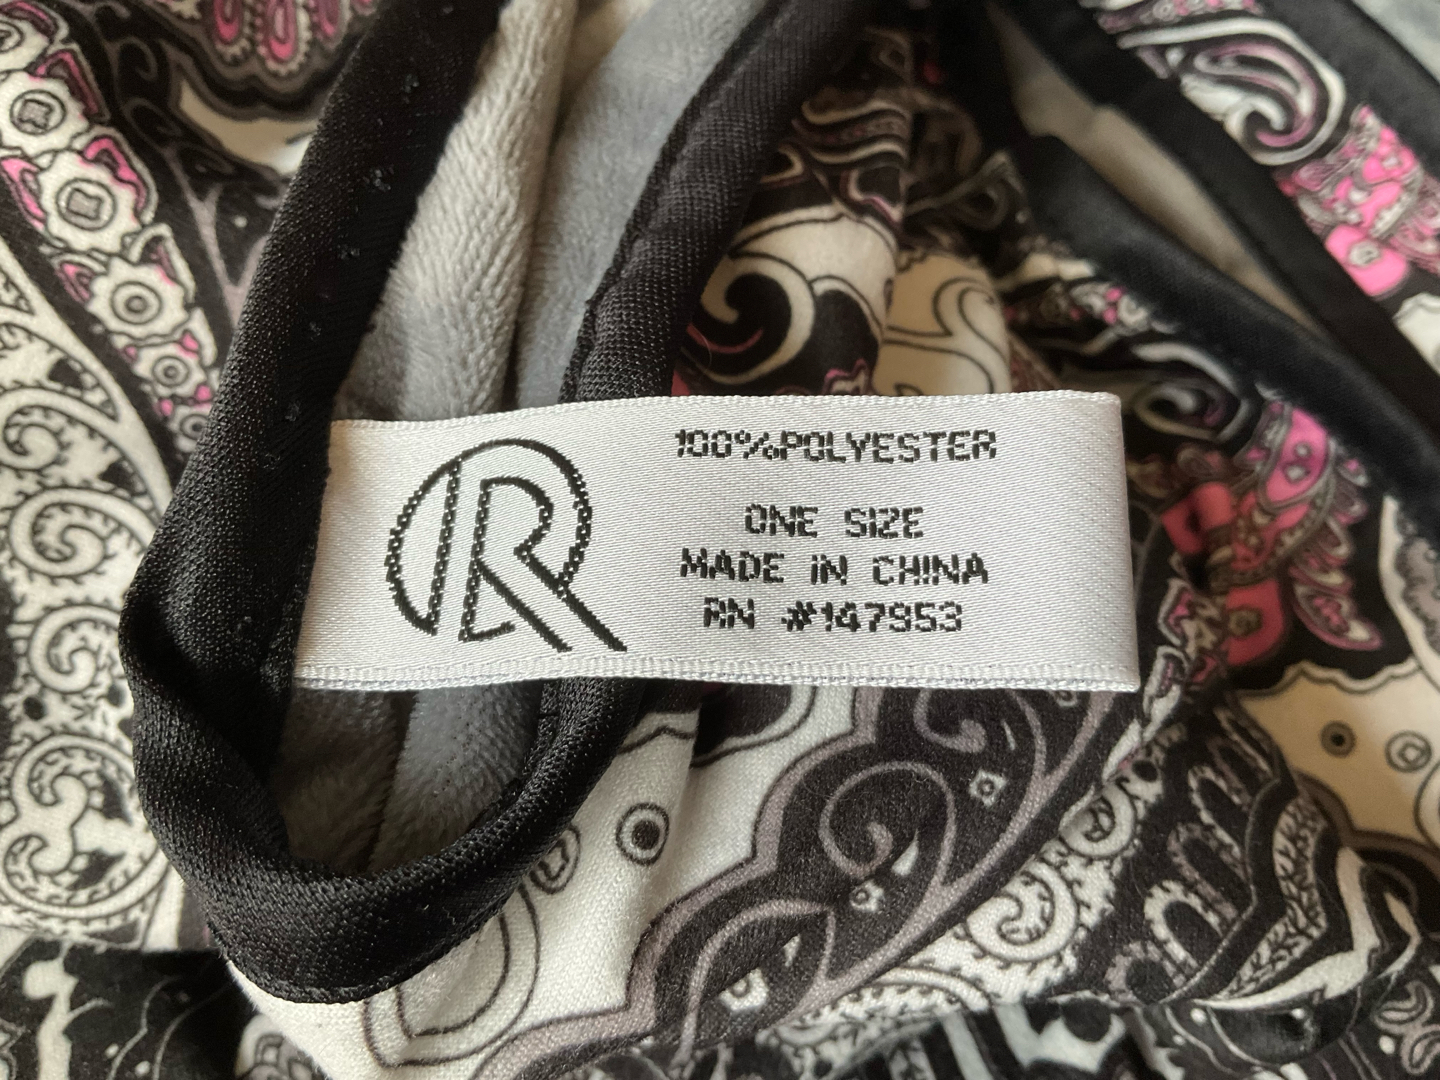 R
100%POLYESTER
ONE SIZE
MADE IN CHINA
RN #147953